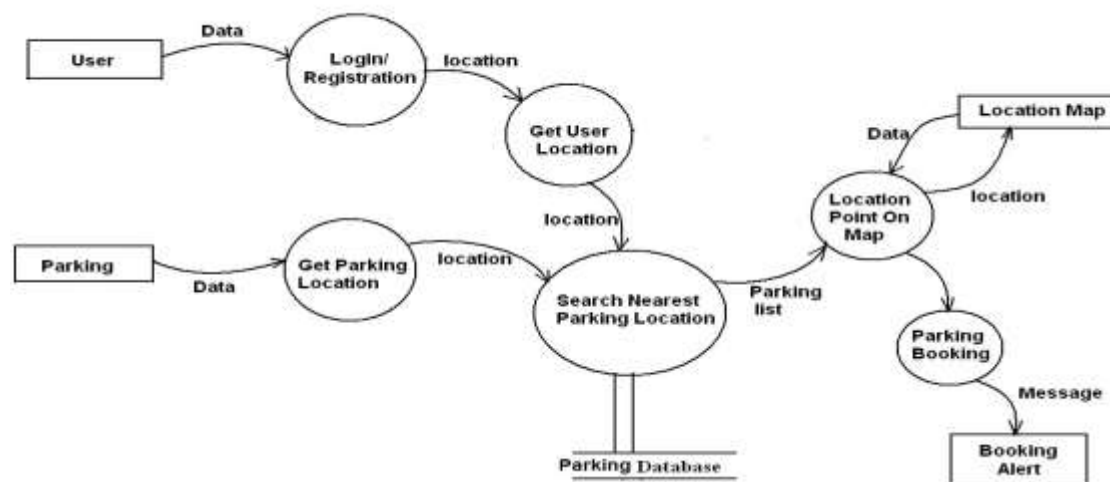 Data
User
LogIn/
Registration
location
Get User
Location
Location Map
Data
location
Location
Point On
Map
location
Parking
Data
Get Parking
Location
location
Search Nearest
Parking Location
Parking
list
Parking
Booking
Message
Booking
Alert
Parking Database